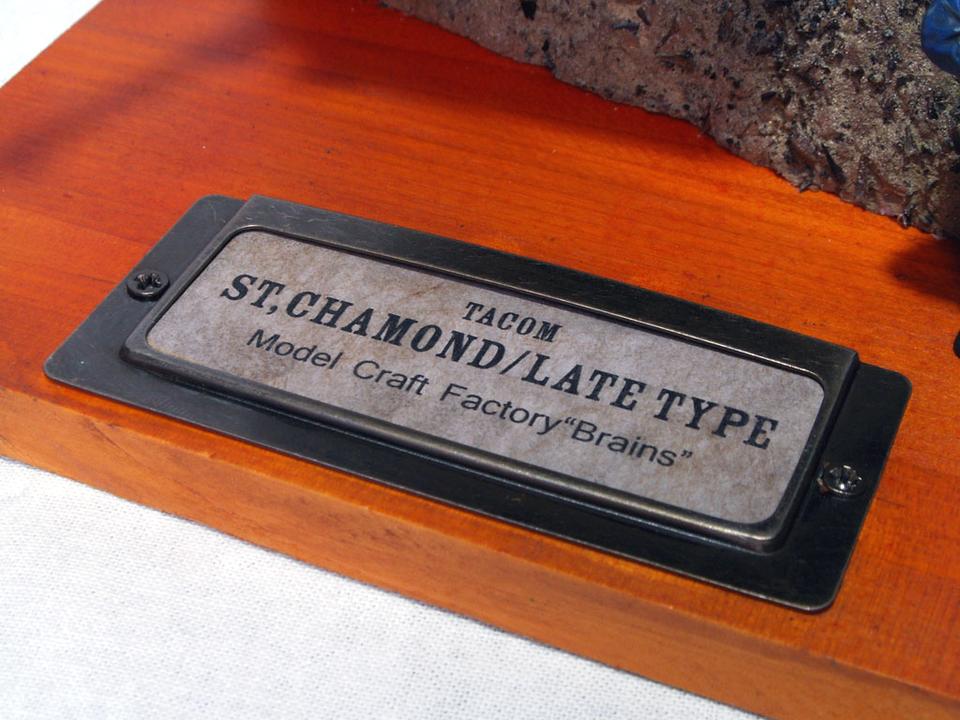 TACOM
ST,CHAMOND/LATE TYPE
Model Craft Factory“Brains”